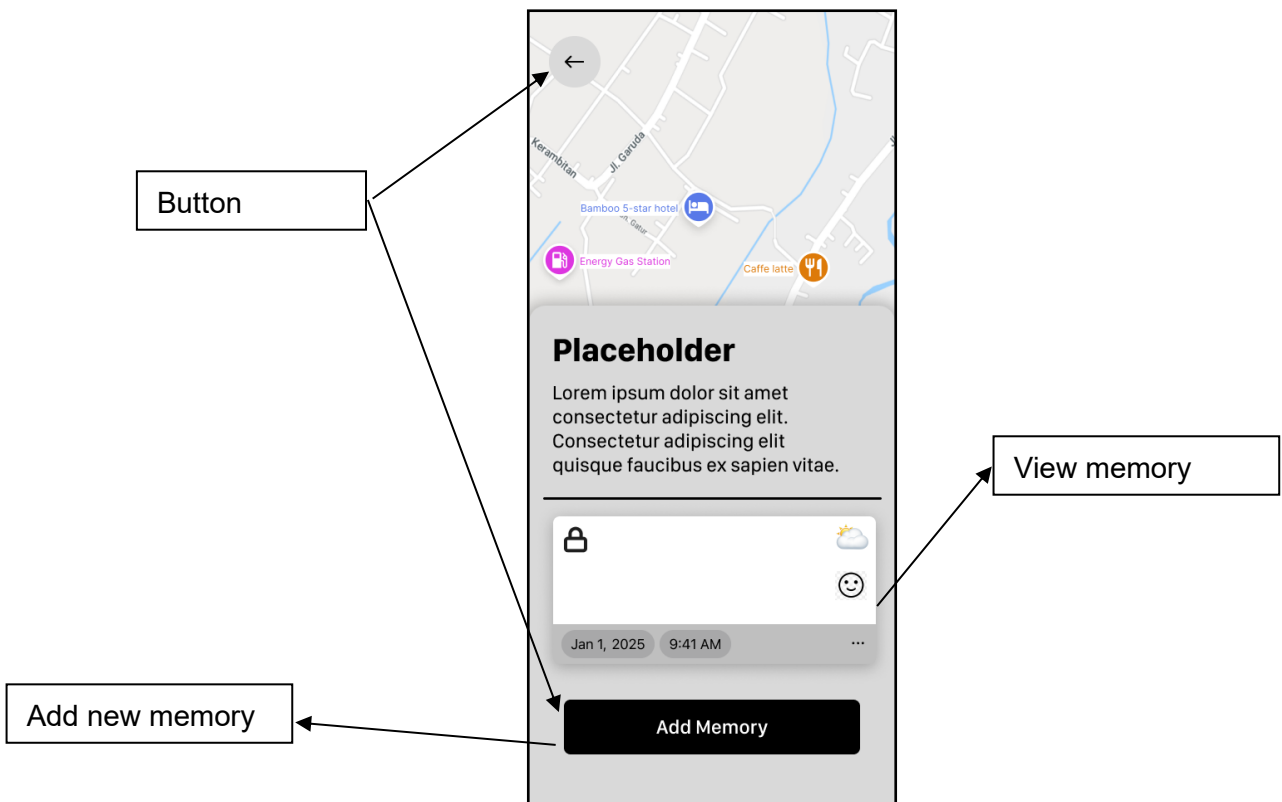 Kerambitan
Jl. Garuda
Button
Bamboo 5-star hotel
Gatur
Energy Gas Station
Caffe latte
Placeholder
Lorem ipsum dolor sit amet
consectetur adipiscing elit.
Consectetur adipiscing elit
quisque faucibus ex sapien vitae.
View memory
Jan 1, 2025 9:41 AM
Add new memory
Add Memory